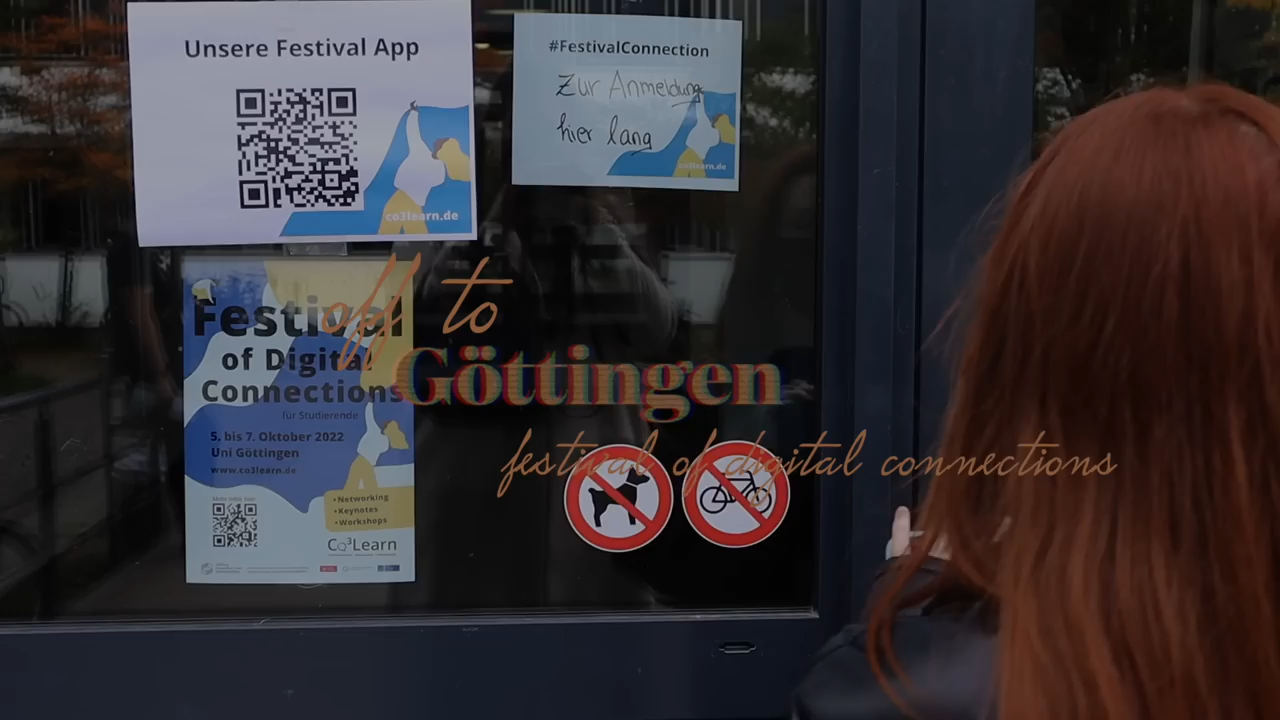 Unsere Festival App
co3learn.de
#FestivalConnection
Zur Anmeldung
hier lang
co3learn.de
Festival
of Digital
Connections
für Studierende
5. bis 7. Oktober 2022
Uni Göttingen
www.co3learn.de
• Networking
• Keynotes
• Workshops
Co³Learn
off to
Göttingen
festival of digital connections